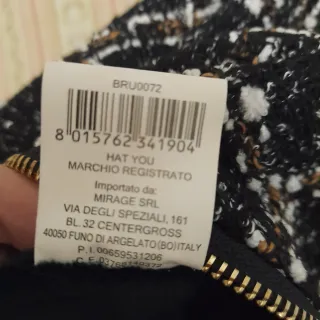 BRU0072
8 015762 341904
HAT YOU
MARCHIO REGISTRATO
Importato da:
MIRAGE SRL
VIA DEGLI SPEZIALI, 161
BL.32 CENTERGROSS
40050 FUNO DI ARGELATO(BO)ITALY
P.I. 00659531206